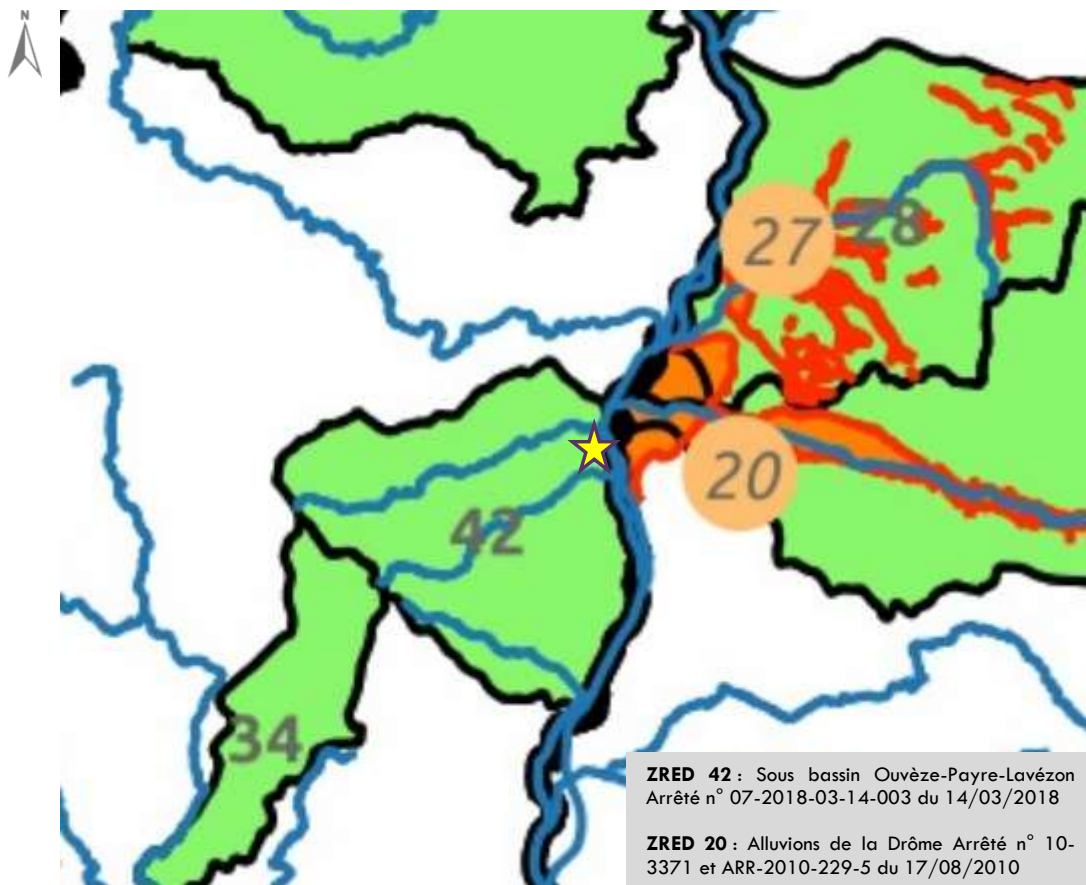 N
27
28
20
42
34
ZRED 42 : Sous bassin Ouvèze-Payre-Lavézon
Arrêté n° 07-2018-03-14-003 du 14/03/2018
ZRED 20 : Alluvions de la Drôme Arrêté n° 10-
3371 et ARR-2010-229-5 du 17/08/2010